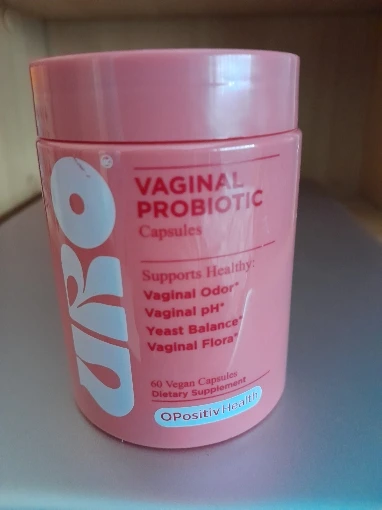 URO
VAGINAL
PROBIOTIC
Capsules
Supports Healthy:
Vaginal Odor*
Vaginal pH*
Yeast Balance*
Vaginal Flora*
60 Vegan Capsules
Dietary Supplement
OPositiv Health